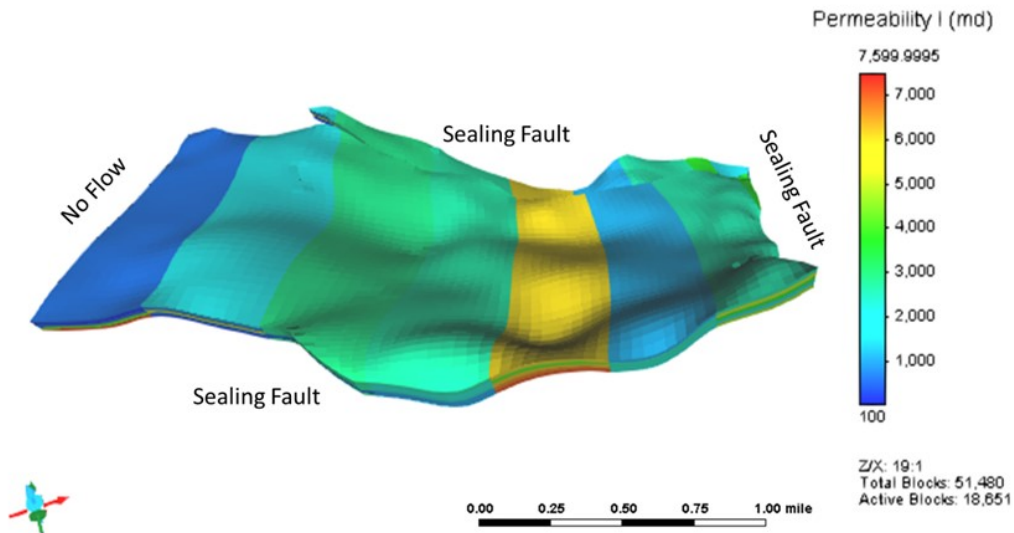 Permeability I (md)
7,599.9995
7,000
6,000
5,000
4,000
3,000
2,000
1,000
100
Sealing Fault
No Flow
Sealing Fault
Sealing Fault
Z/X: 19:1
Total Blocks: 51,480
Active Blocks: 18,651
0.00 0.25 0.50 0.75 1.00 mile